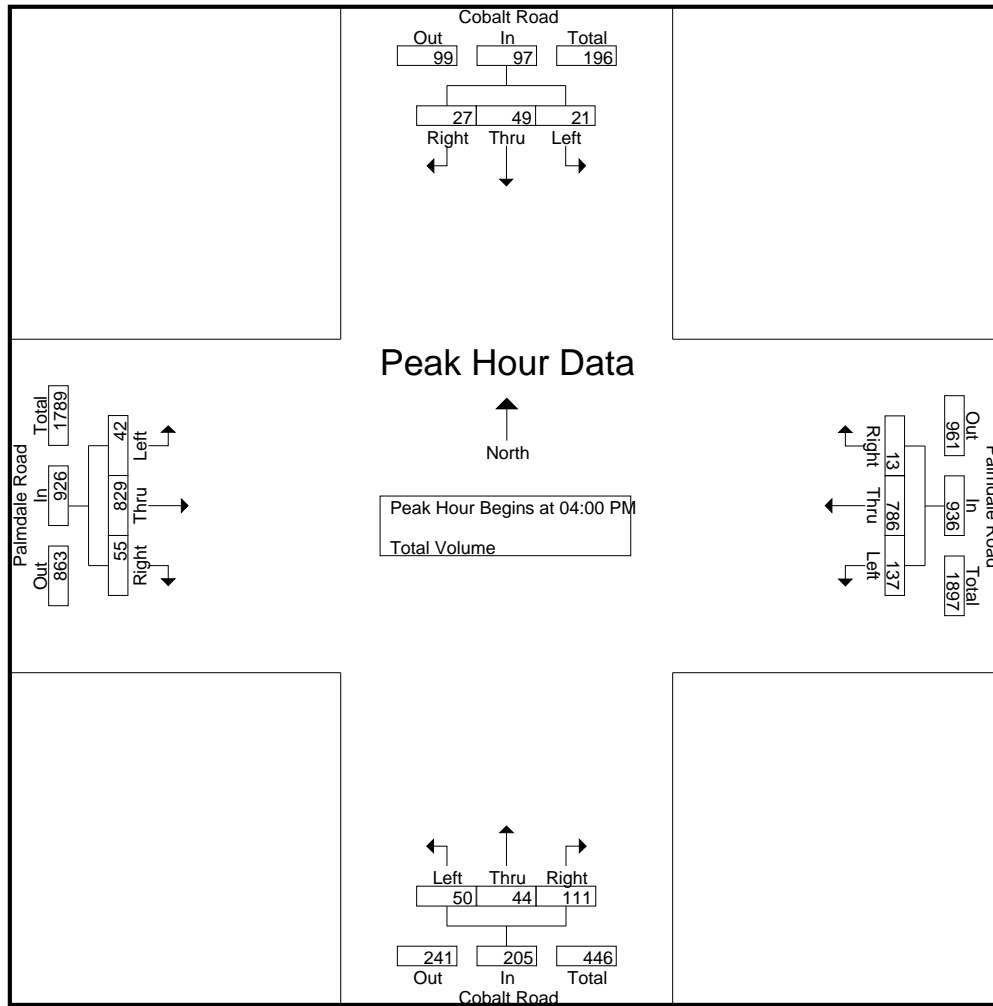 Cobalt Road
Out In Total
99 97 196
27 49 21
Right Thru Left
Peak Hour Data
North
Peak Hour Begins at 04:00 PM
Total Volume
Palmdale Road
Total In Out
1789 926 863
42 829 55
Left Thru Right
Palmdale Road
Out In Total
961 936 1897
13 786 137
Right Thru Left
Left Thru Right
50 44 111
241 205 446
Out In Total
Cobalt Road